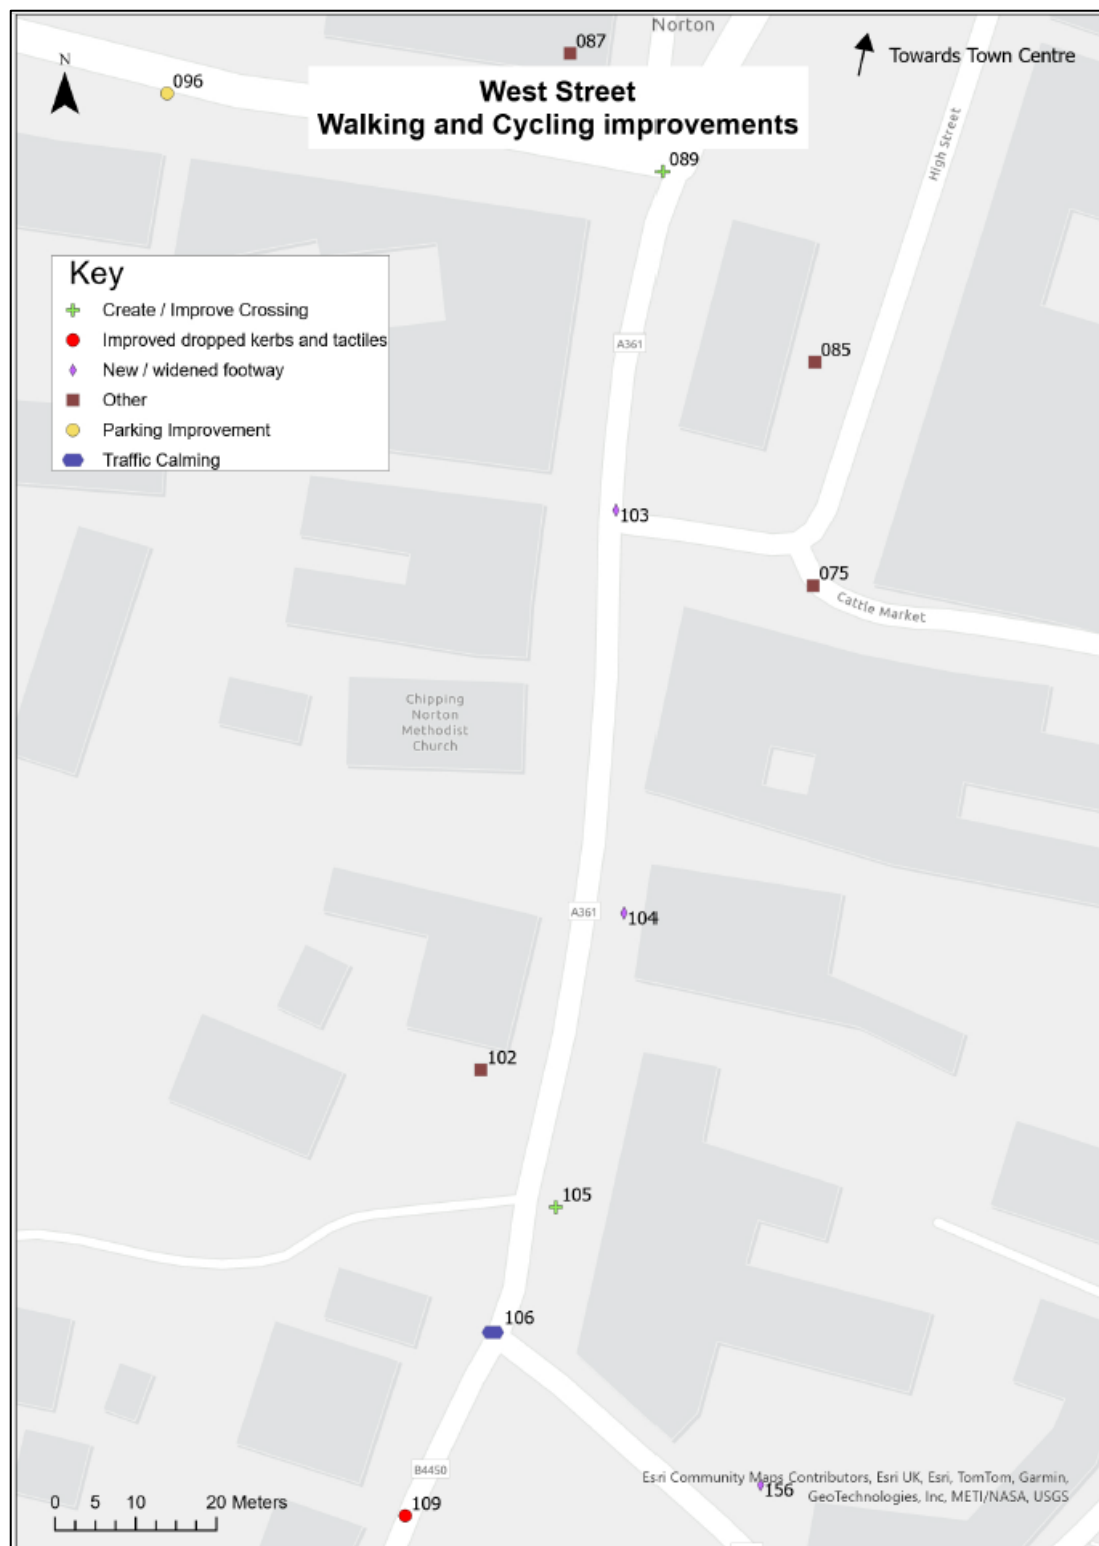 Norton
087
N
Towards Town Centre
096
West Street
Walking and Cycling improvements
High Street
089
Key
Create / Improve Crossing
Improved dropped kerbs and tactiles
New / widened footway
Other
Parking Improvement
Traffic Calming
A361
085
103
075
Cattle Market
Chipping
Norton
Methodist
Church
A361
104
102
105
106
B4450
Esri Community Maps Contributors, Esri UK, Esri, TomTom, Garmin,
GeoTechnologies, Inc, METI/NASA, USGS
156
0 5 10 20 Meters
109